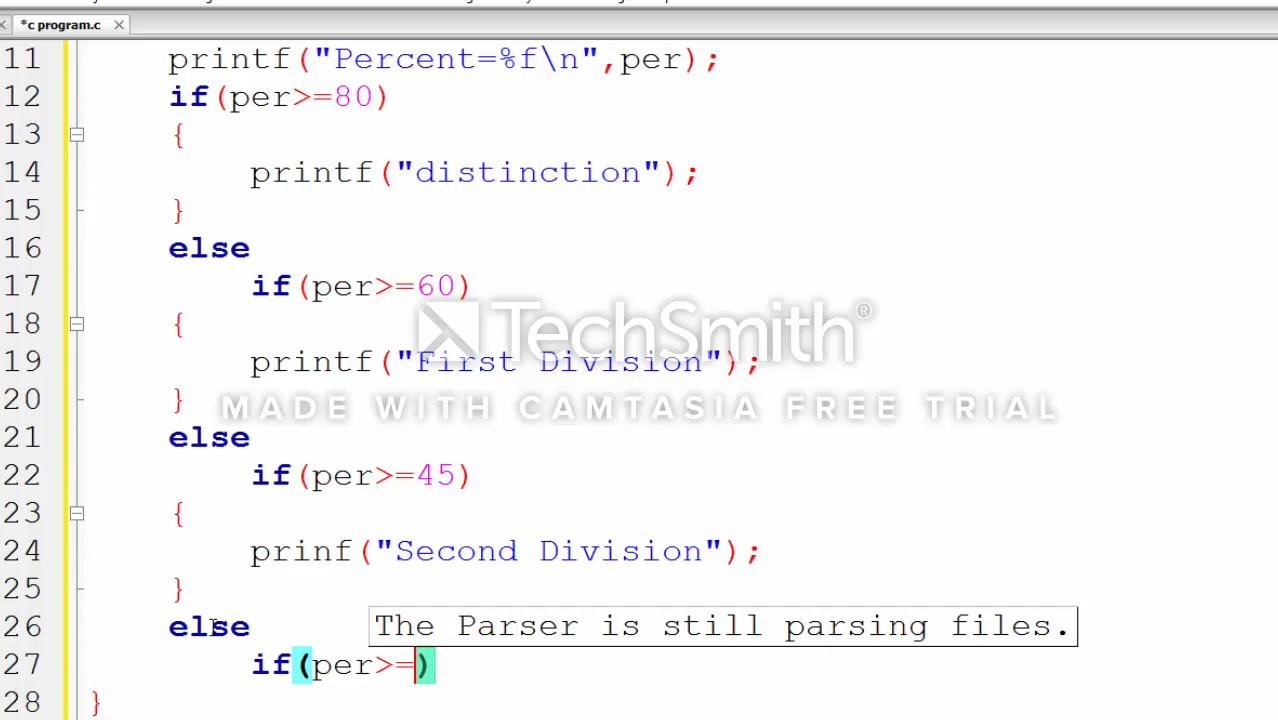 *c program.c
11 printf("Percent=%f\n",per);
12 if(per>=80)
13 {
14 printf("distinction");
15 }
16 else
17 if(per>=60)
18 {
TechSmith®
19 printf("First Division");
20 }
MADE WITH CAMTASIA FREE TRIAL
21 else
22 if(per>=45)
23 {
24 prinf("Second Division");
25 }
26 else
The Parser is still parsing files.
27 if(per>=)
28 }